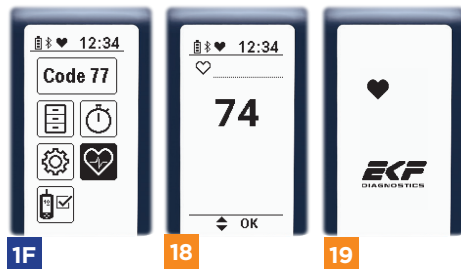 12:34
Code 77
1F
12:34
74
OK
18
EKF
DIAGNOSTICS
19